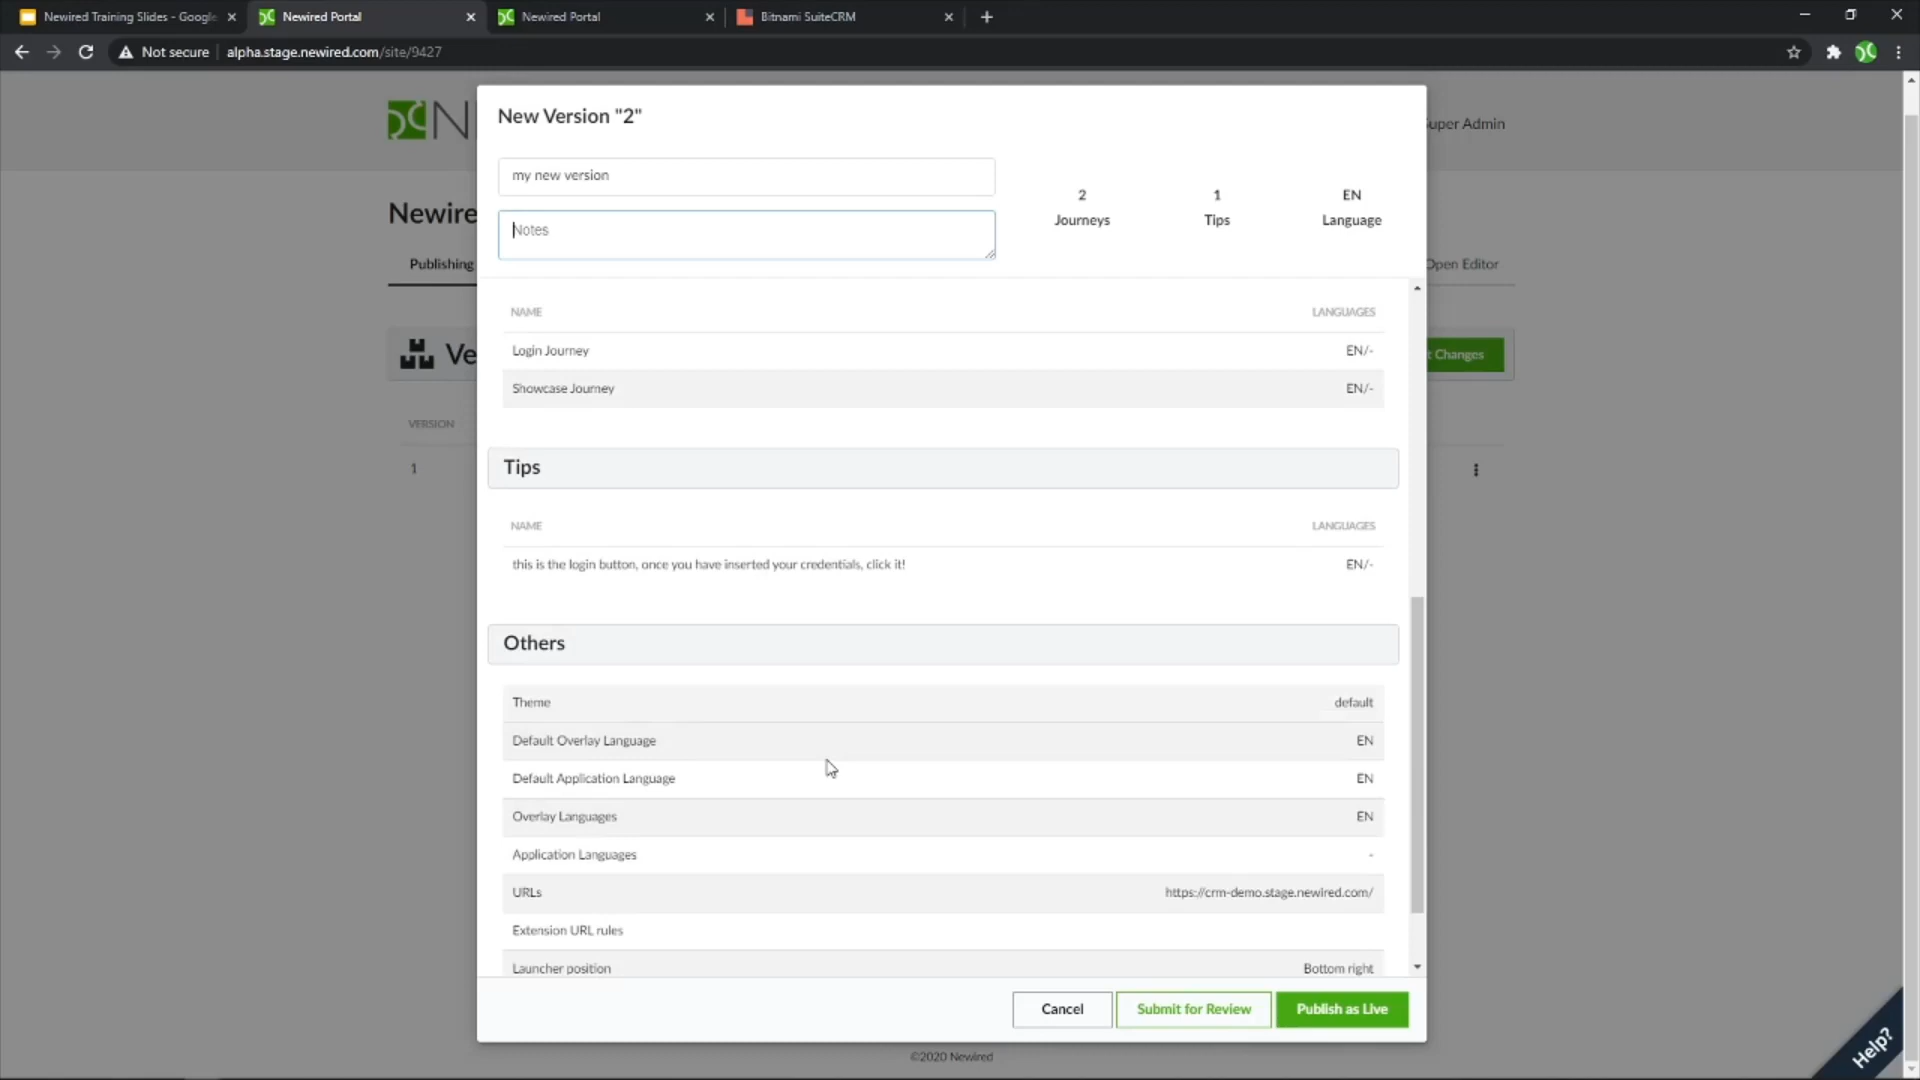 Newired Training Slides - Google
Newired Portal
Newired Portal
Bitnami SuiteCRM
Not secure
alpha.stage.newired.com/site/9427
Super Admin
Newire
Publishing
Open Editor
Ve
t Changes
VERSION
1
New Version "2"
my new version
Notes
2
Journeys
1
Tips
EN
Language
NAME LANGUAGES
Login Journey EN/-
Showcase Journey EN/-
Tips
NAME LANGUAGES
this is the login button, once you have inserted your credentials, click it! EN/-
Others
Theme default
Default Overlay Language EN
Default Application Language EN
Overlay Languages EN
Application Languages -
URLs https://crm-demo.stage.newired.com/
Extension URL rules
Launcher position Bottom right
Cancel
Submit for Review
Publish as Live
©2020 Newired
Help?